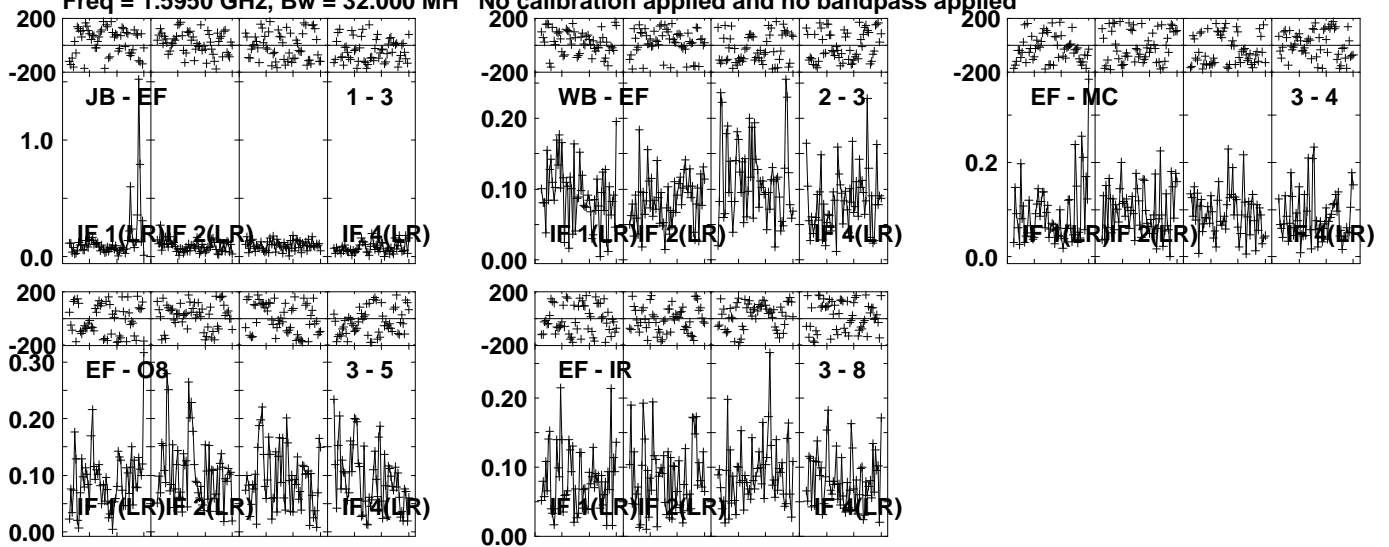 Freq = 1.5950 GHz, Bw = 32.000 MH No calibration applied and no bandpass applied
200
-200
JB - EF 1 - 3
1.0
0.0
IF 1(LR) IF 2(LR) IF 4(LR)
200
-200
WB - EF 2 - 3
0.20
0.10
0.00
IF 1(LR) IF 2(LR) IF 4(LR)
200
-200
EF - MC 3 - 4
0.2
0.0
IF 1(LR) IF 2(LR) IF 4(LR)
200
-200
EF - O8 3 - 5
0.30
0.20
0.10
0.00
IF 1(LR) IF 2(LR) IF 4(LR)
200
-200
EF - IR 3 - 8
0.20
0.10
0.00
IF 1(LR) IF 2(LR) IF 4(LR)